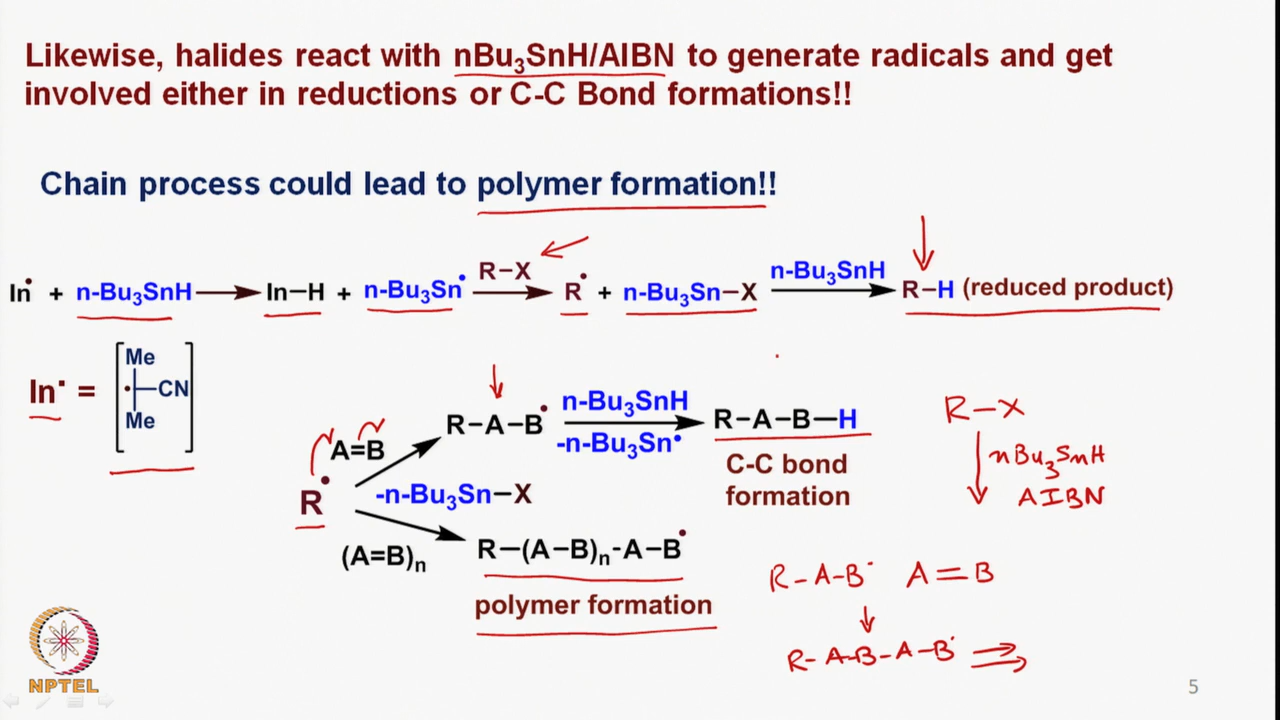 Likewise, halides react with nBu₃SnH/AIBN to generate radicals and get
involved either in reductions or C-C Bond formations!!
Chain process could lead to polymer formation!!
In• + n-Bu₃SnH → In–H + n-Bu₃Sn• R–X → R• + n-Bu₃Sn–X n-Bu₃SnH → R–H (reduced product)
In• = [Me •–CN Me]
R• A=B R–A–B• n-Bu₃SnH -n-Bu₃Sn• R–A–B–H
C-C bond
formation
-n-Bu₃Sn–X
(A=B)n R–(A–B)n-A–B•
polymer formation
R–X
nBu₃SnH
AIBN
R–A–B• A=B
↓
R–A–B–A–B• ⇒
NPTEL
5